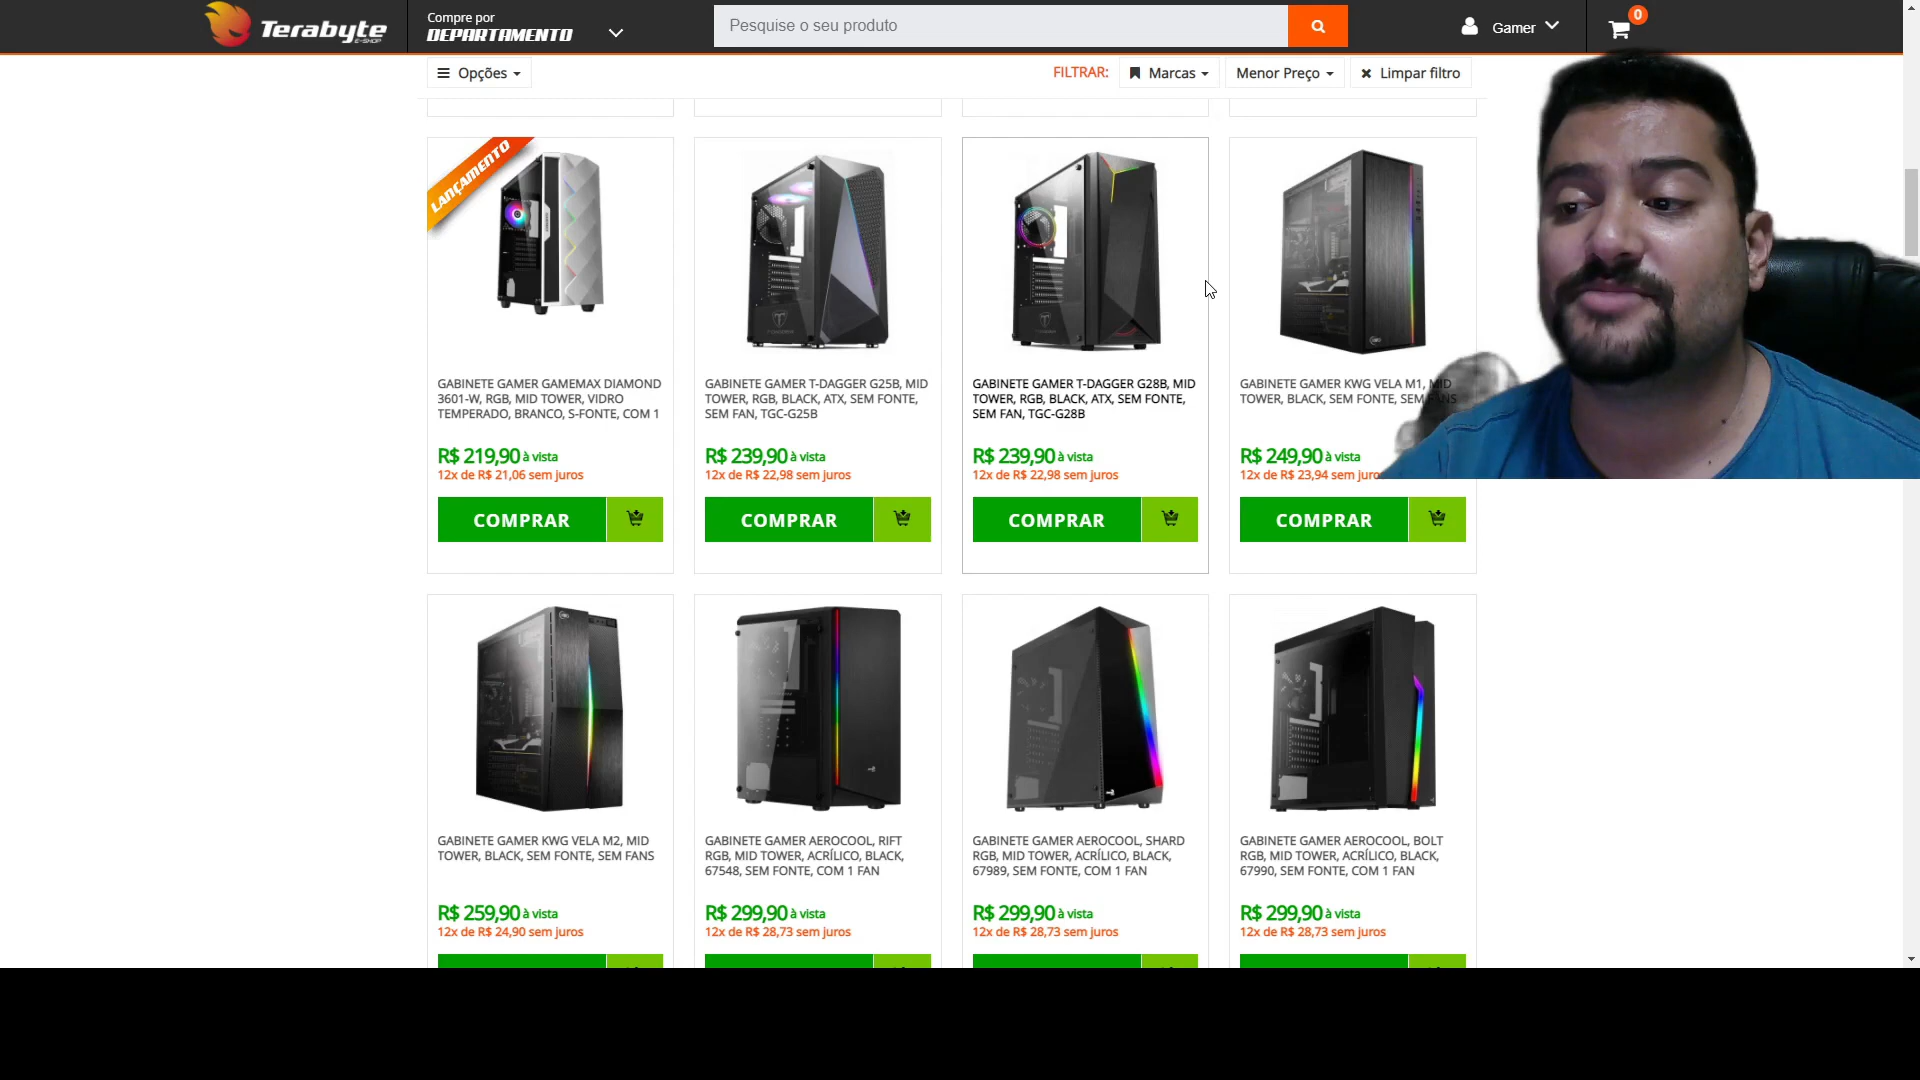 Terabyte
E-SHOP
Compre por
DEPARTAMENTO
Pesquise o seu produto
Gamer
0
Opções
FILTRAR:
Marcas
Menor Preço
Limpar filtro
LANÇAMENTO
GABINETE GAMER GAMEMAX DIAMOND
3601-W, RGB, MID TOWER, VIDRO
TEMPERADO, BRANCO, S-FONTE, COM 1
R$ 219,90 à vista
12x de R$ 21,06 sem juros
COMPRAR
GABINETE GAMER T-DAGGER G25B, MID
TOWER, RGB, BLACK, ATX, SEM FONTE,
SEM FAN, TGC-G25B
R$ 239,90 à vista
12x de R$ 22,98 sem juros
COMPRAR
GABINETE GAMER T-DAGGER G28B, MID
TOWER, RGB, BLACK, ATX, SEM FONTE,
SEM FAN, TGC-G28B
R$ 239,90 à vista
12x de R$ 22,98 sem juros
COMPRAR
GABINETE GAMER KWG VELA M1, MID
TOWER, BLACK, SEM FONTE, SEM FANS
R$ 249,90 à vista
12x de R$ 23,94 sem juro
COMPRAR
GABINETE GAMER KWG VELA M2, MID
TOWER, BLACK, SEM FONTE, SEM FANS
R$ 259,90 à vista
12x de R$ 24,90 sem juros
GABINETE GAMER AEROCOOL, RIFT
RGB, MID TOWER, ACRÍLICO, BLACK,
67548, SEM FONTE, COM 1 FAN
R$ 299,90 à vista
12x de R$ 28,73 sem juros
GABINETE GAMER AEROCOOL, SHARD
RGB, MID TOWER, ACRÍLICO, BLACK,
67989, SEM FONTE, COM 1 FAN
R$ 299,90 à vista
12x de R$ 28,73 sem juros
GABINETE GAMER AEROCOOL, BOLT
RGB, MID TOWER, ACRÍLICO, BLACK,
67990, SEM FONTE, COM 1 FAN
R$ 299,90 à vista
12x de R$ 28,73 sem juros